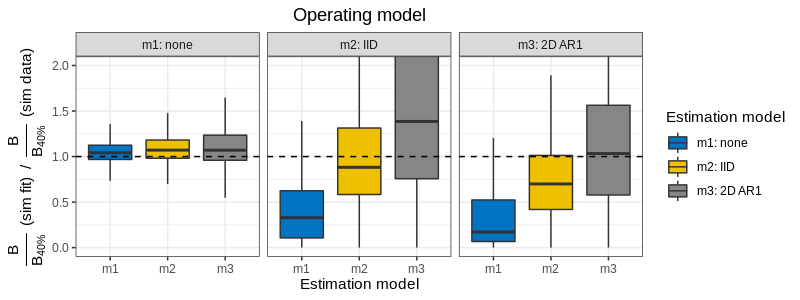 Operating model
m1: none
m2: IID
m3: 2D AR1
B/B40% (sim fit) / B/B40% (sim data)
2.0
1.5
1.0
0.5
0.0
m1 m2 m3
m1 m2 m3
m1 m2 m3
Estimation model
Estimation model
m1: none
m2: IID
m3: 2D AR1